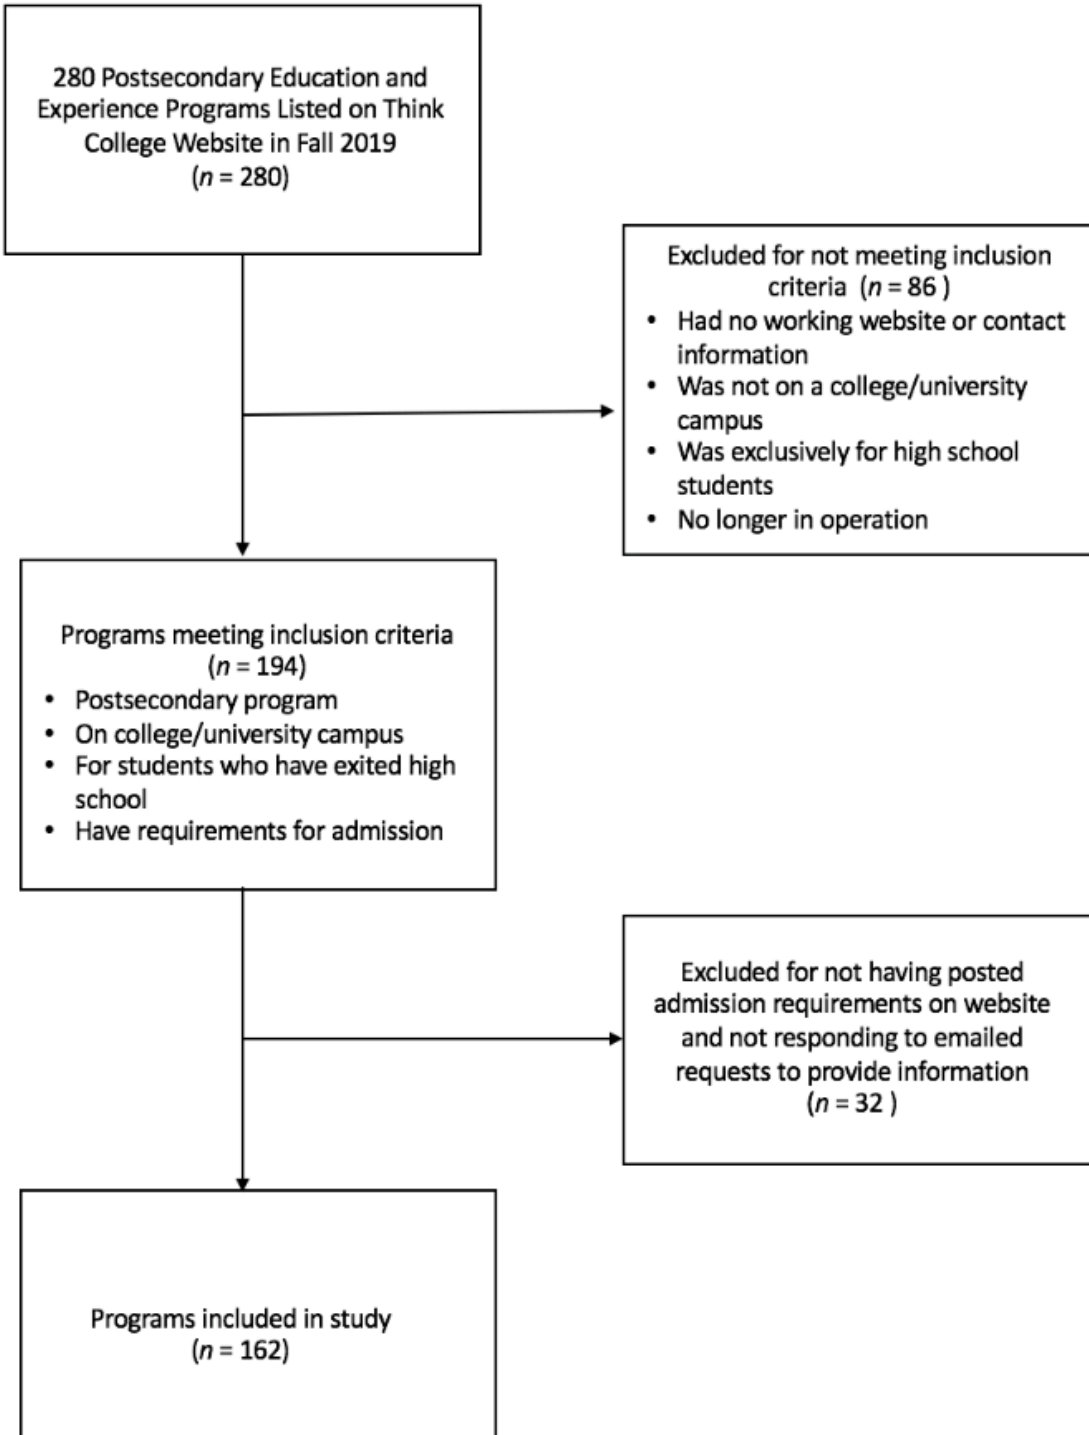 280 Postsecondary Education and
Experience Programs Listed on Think
College Website in Fall 2019
(n = 280)
Excluded for not meeting inclusion
criteria (n = 86 )
• Had no working website or contact
information
• Was not on a college/university
campus
• Was exclusively for high school
students
• No longer in operation
Programs meeting inclusion criteria
(n = 194)
• Postsecondary program
• On college/university campus
• For students who have exited high
school
• Have requirements for admission
Excluded for not having posted
admission requirements on website
and not responding to emailed
requests to provide information
(n = 32 )
Programs included in study
(n = 162)